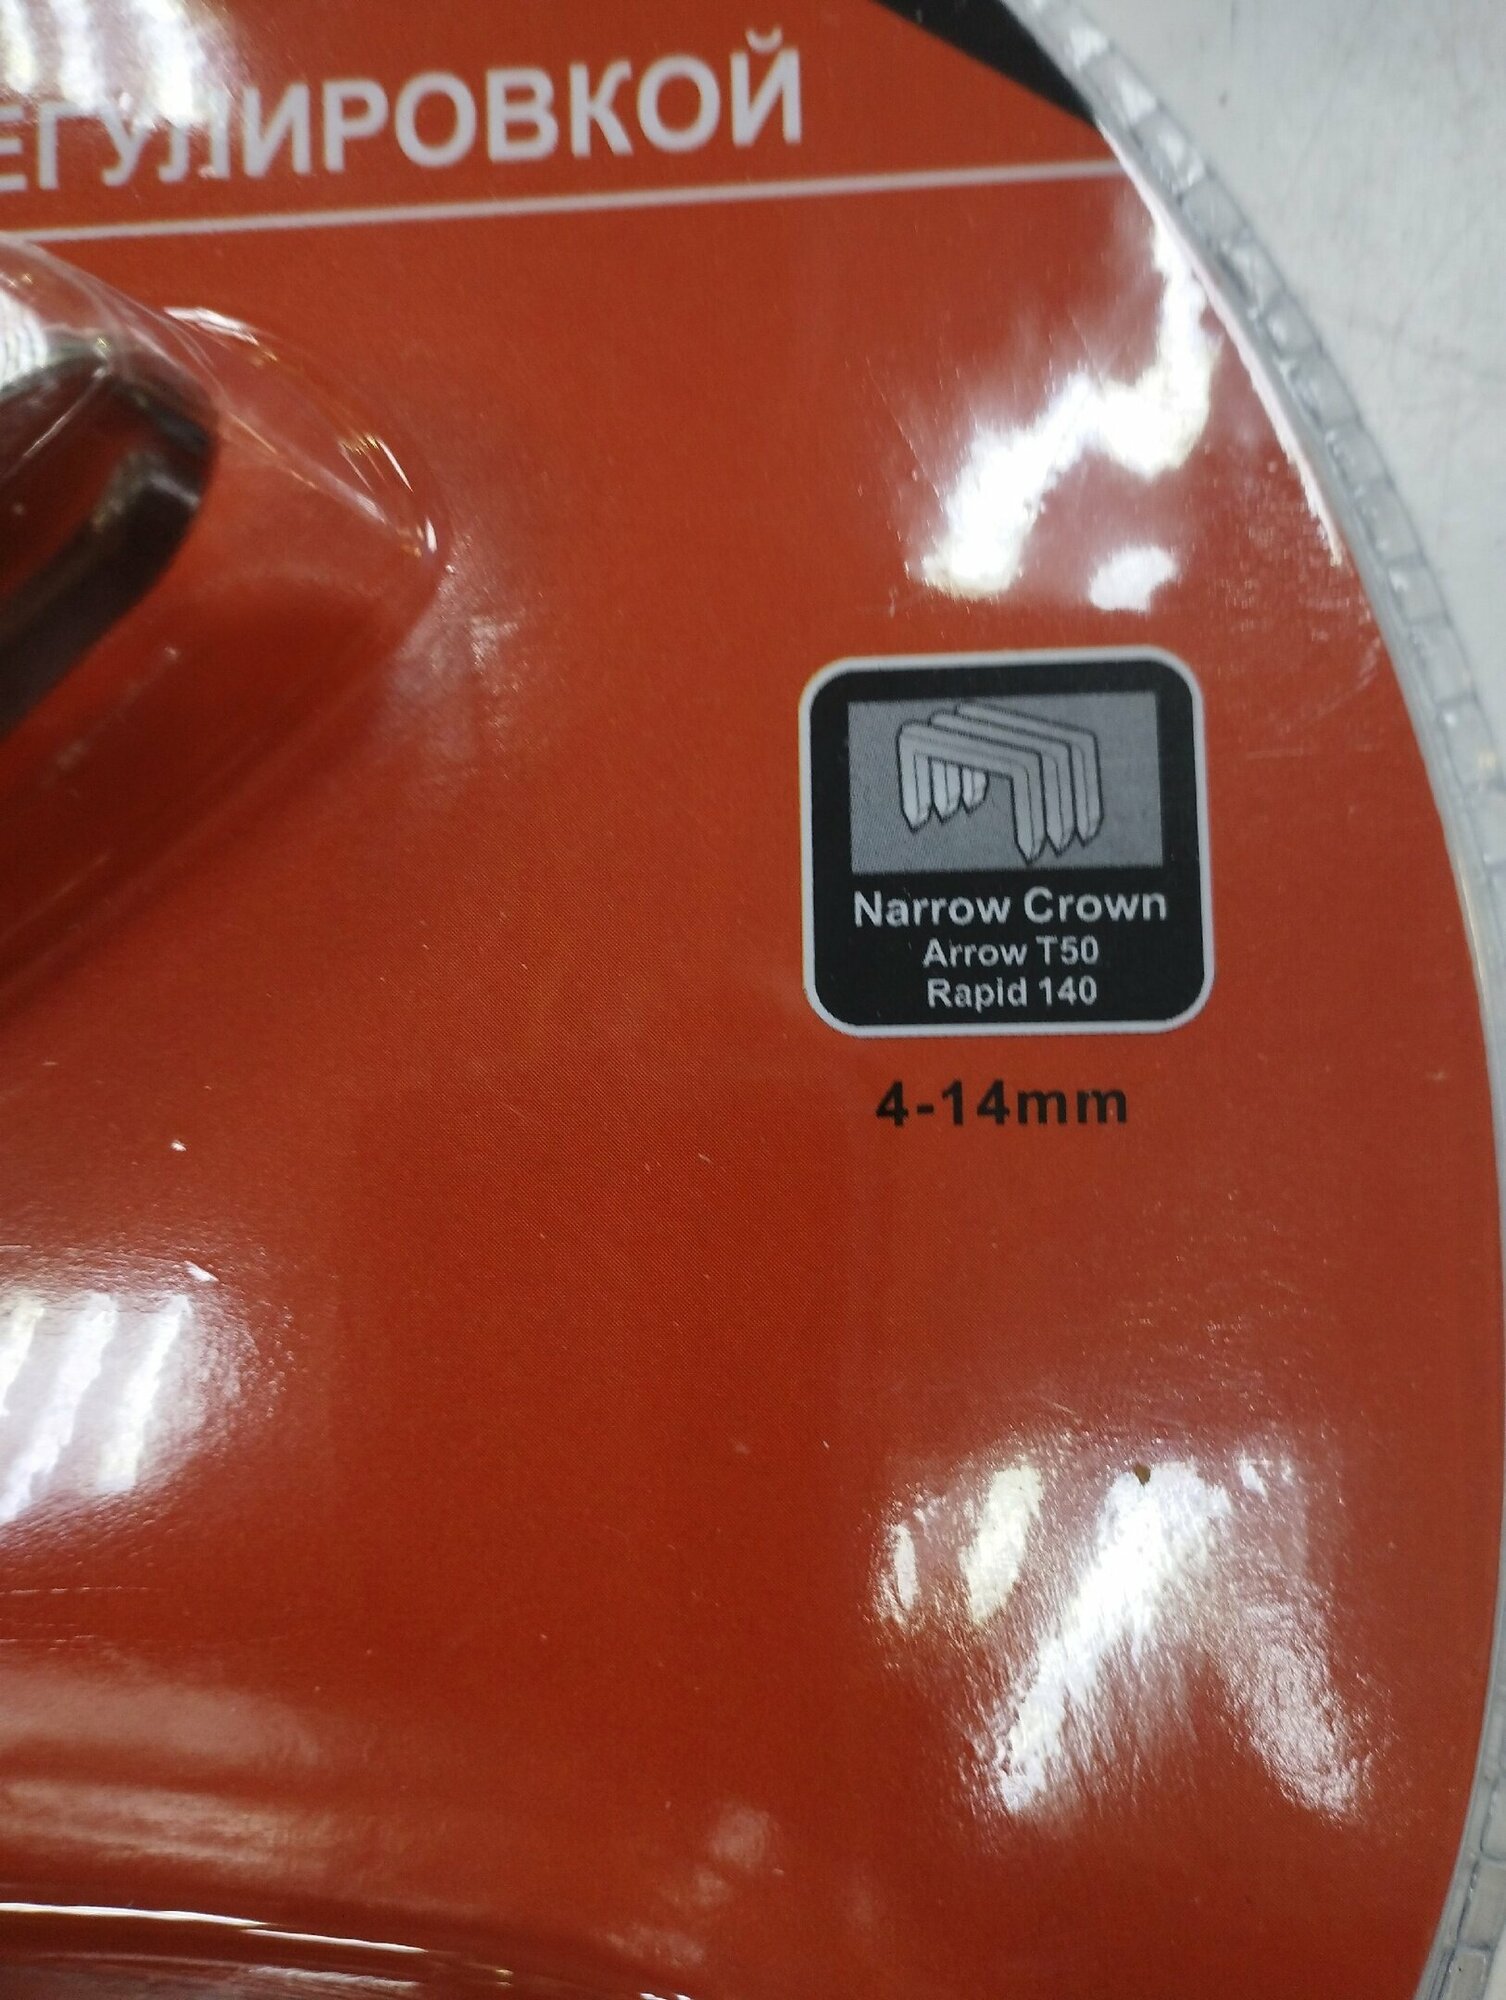 ЕГУЛИРОВКОЙ
Narrow Crown
Arrow T50
Rapid 140
4-14mm